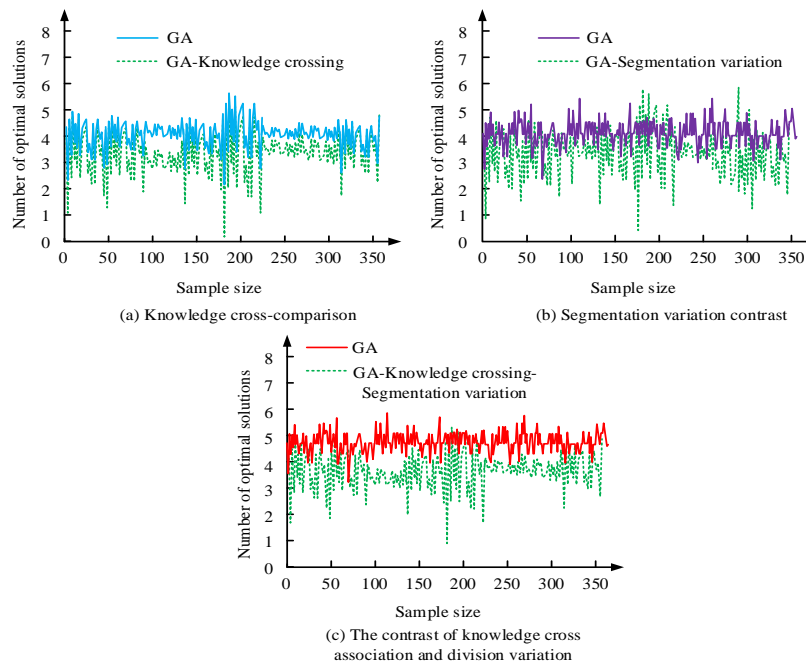 8
7
6
5
4
3
2
1
0
Number of optimal solutions
GA
GA-Knowledge crossing
0 50 100 150 200 250 300 350
Sample size
(a) Knowledge cross-comparison
8
7
6
5
4
3
2
1
0
Number of optimal solutions
GA
GA-Segmentation variation
0 50 100 150 200 250 300 350
Sample size
(b) Segmentation variation contrast
8
7
6
5
4
3
2
1
0
Number of optimal solutions
GA
GA-Knowledge crossing-
Segmentation variation
0 50 100 150 200 250 300 350
Sample size
(c) The contrast of knowledge cross
association and division variation